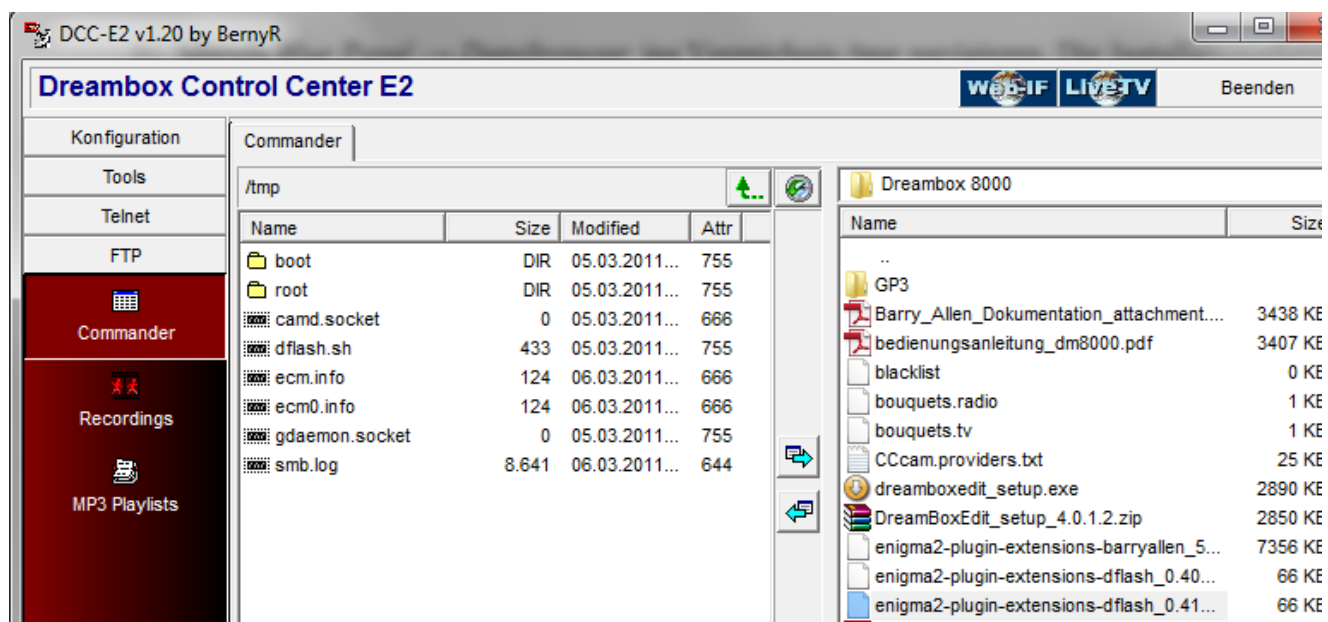 DCC-E2 v1.20 by BernyR
Dreambox Control Center E2
Web-IF
LiveTV
Beenden
Konfiguration
Tools
Telnet
FTP
Commander
Recordings
MP3 Playlists
Commander
/tmp
Name Size Modified Attr
boot DIR 05.03.2011... 755
root DIR 05.03.2011... 755
camd.socket 0 05.03.2011... 666
dflash.sh 433 05.03.2011... 755
ecm.info 124 06.03.2011... 666
ecm0.info 124 06.03.2011... 666
gdaemon.socket 0 05.03.2011... 755
smb.log 8.641 06.03.2011... 644
Dreambox 8000
Name Size
..
GP3
Barry_Allen_Dokumentation_attachment.... 3438 KB
bedienungsanleitung_dm8000.pdf 3407 KB
blacklist 0 KB
bouquets.radio 1 KB
bouquets.tv 1 KB
CCcam.providers.txt 25 KB
dreamboxedit_setup.exe 2890 KB
DreamBoxEdit_setup_4.0.1.2.zip 2850 KB
enigma2-plugin-extensions-barryallen_5... 7356 KB
enigma2-plugin-extensions-dflash_0.40... 66 KB
enigma2-plugin-extensions-dflash_0.41... 66 KB